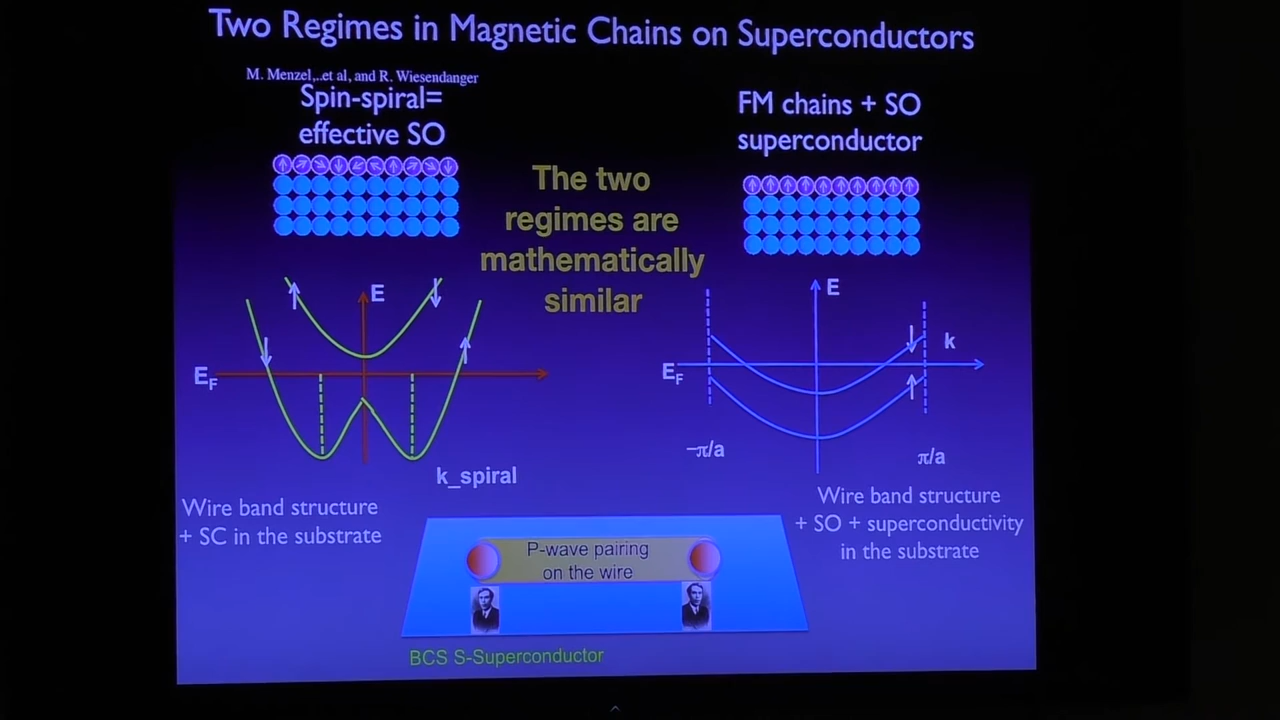 Two Regimes in Magnetic Chains on Superconductors
M. Menzel,..et al, and R. Wiesendanger
Spin-spiral=
effective SO
FM chains + SO
superconductor
The two
regimes are
mathematically
similar
E
E_F
k_spiral
E
k
E_F
–π/a
π/a
Wire band structure
+ SC in the substrate
Wire band structure
+ SO + superconductivity
in the substrate
P-wave pairing
on the wire
BCS S-Superconductor